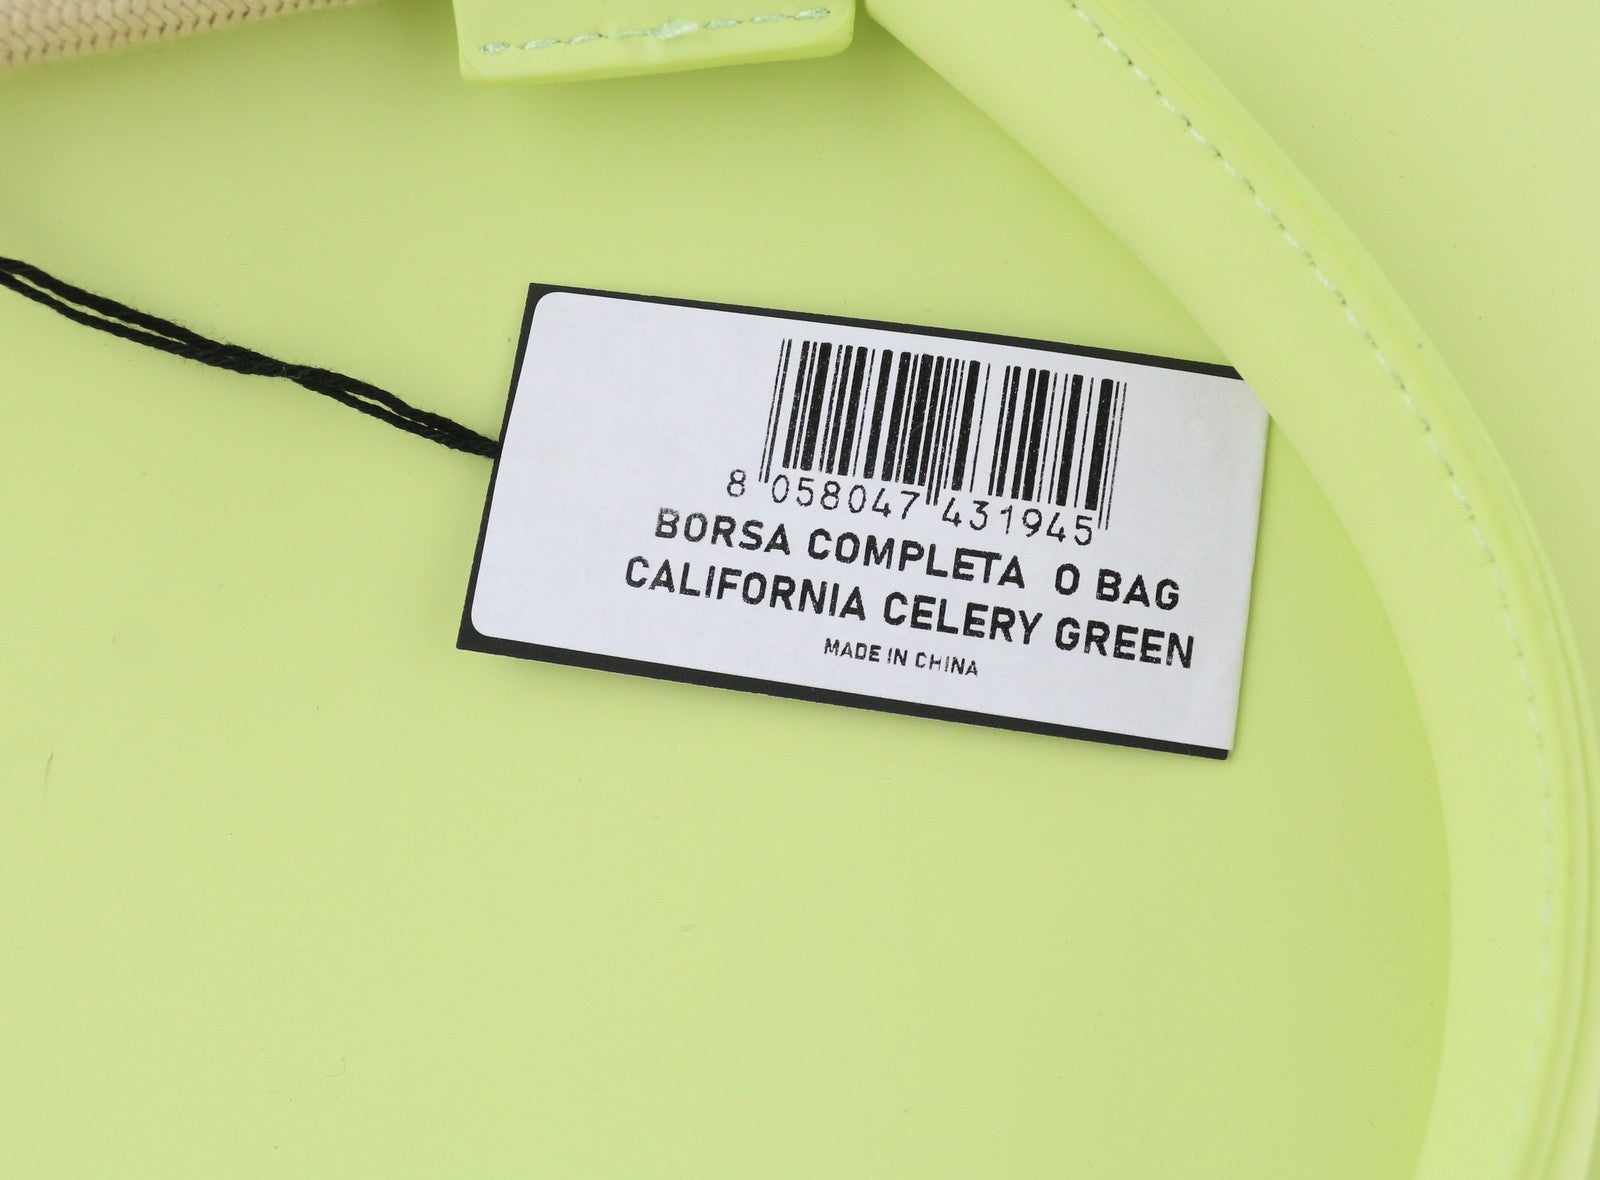 8 058047 431945
BORSA COMPLETA O BAG
CALIFORNIA CELERY GREEN
MADE IN CHINA